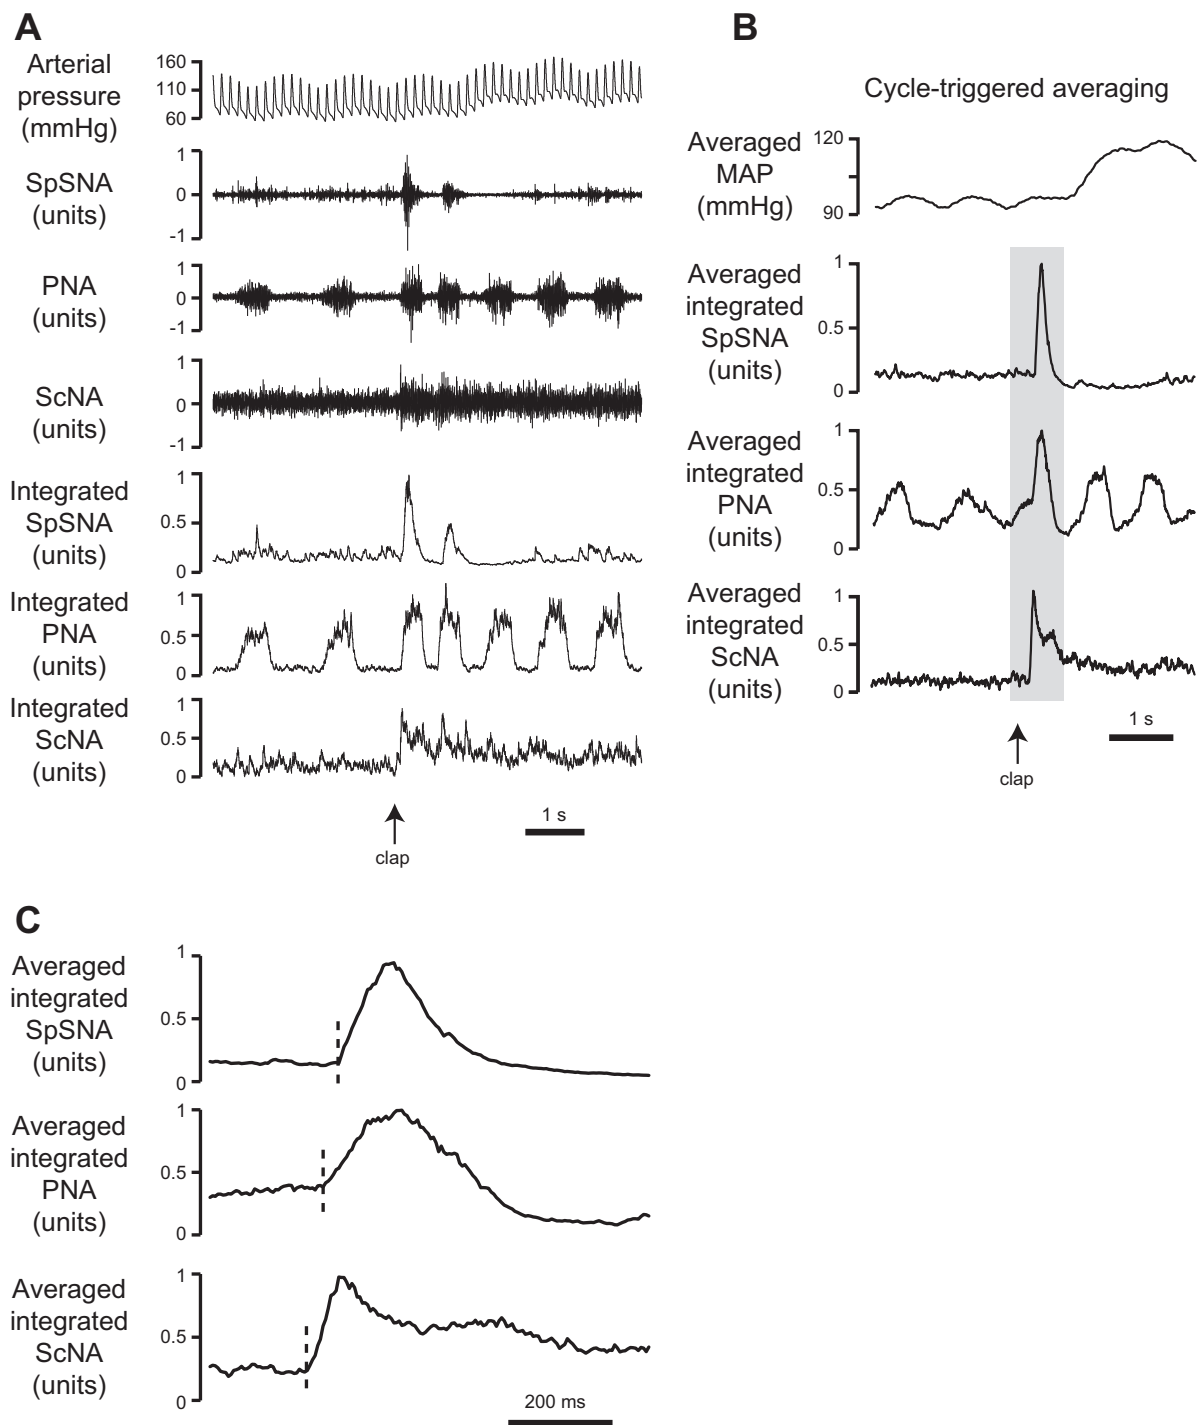 A
Arterial
pressure
(mmHg)
160
110
60
SpSNA
(units)
1
0
-1
PNA
(units)
1
0
-1
ScNA
(units)
1
0
-1
Integrated
SpSNA
(units)
1
0.5
0
Integrated
PNA
(units)
1
0.5
0
Integrated
ScNA
(units)
1
0.5
0
clap
1 s
B
Cycle-triggered averaging
Averaged
MAP
(mmHg)
120
90
Averaged
integrated
SpSNA
(units)
1
0.5
0
Averaged
integrated
PNA
(units)
1
0.5
0
Averaged
integrated
ScNA
(units)
1
0.5
0
clap
1 s
C
Averaged
integrated
SpSNA
(units)
1
0.5
0
Averaged
integrated
PNA
(units)
1
0.5
0
Averaged
integrated
ScNA
(units)
1
0.5
0
200 ms